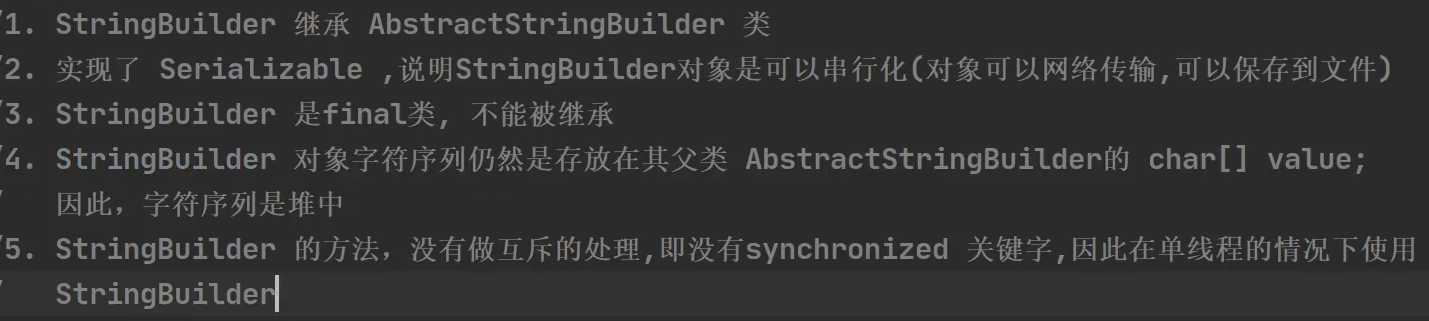 /1. StringBuilder 继承 AbstractStringBuilder 类
/2. 实现了 Serializable ,说明StringBuilder对象是可以串行化(对象可以网络传输,可以保存到文件)
/3. StringBuilder 是final类, 不能被继承
/4. StringBuilder 对象字符序列仍然是存放在其父类 AbstractStringBuilder的 char[] value;
/ 因此，字符序列是堆中
/5. StringBuilder 的方法，没有做互斥的处理,即没有synchronized 关键字,因此在单线程的情况下使用
/ StringBuilder